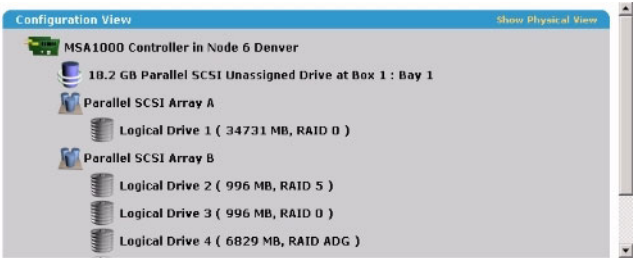 Configuration View
Show Physical View
MSA1000 Controller in Node 6 Denver
18.2 GB Parallel SCSI Unassigned Drive at Box 1 : Bay 1
Parallel SCSI Array A
Logical Drive 1 ( 34731 MB, RAID 0 )
Parallel SCSI Array B
Logical Drive 2 ( 996 MB, RAID 5 )
Logical Drive 3 ( 996 MB, RAID 0 )
Logical Drive 4 ( 6829 MB, RAID ADG )